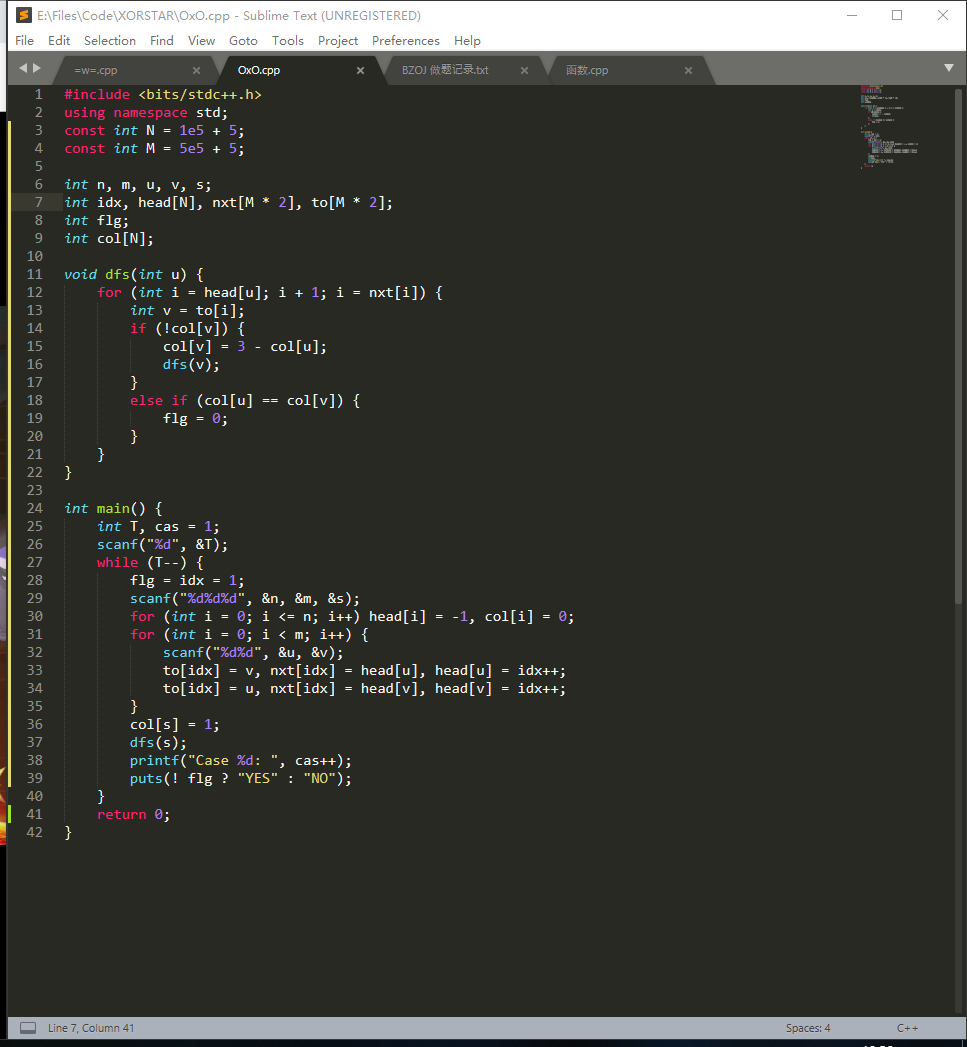 E:\Files\Code\XORSTAR\OxO.cpp - Sublime Text (UNREGISTERED)
File Edit Selection Find View Goto Tools Project Preferences Help
=w=.cpp OxO.cpp BZOJ 做题记录.txt 函数.cpp
1 #include <bits/stdc++.h>
2 using namespace std;
3 const int N = 1e5 + 5;
4 const int M = 5e5 + 5;
5
6 int n, m, u, v, s;
7 int idx, head[N], nxt[M * 2], to[M * 2];
8 int flg;
9 int col[N];
10
11 void dfs(int u) {
12     for (int i = head[u]; i + 1; i = nxt[i]) {
13         int v = to[i];
14         if (!col[v]) {
15             col[v] = 3 - col[u];
16             dfs(v);
17         }
18         else if (col[u] == col[v]) {
19             flg = 0;
20         }
21     }
22 }
23
24 int main() {
25     int T, cas = 1;
26     scanf("%d", &T);
27     while (T--) {
28         flg = idx = 1;
29         scanf("%d%d%d", &n, &m, &s);
30         for (int i = 0; i <= n; i++) head[i] = -1, col[i] = 0;
31         for (int i = 0; i < m; i++) {
32             scanf("%d%d", &u, &v);
33             to[idx] = v, nxt[idx] = head[u], head[u] = idx++;
34             to[idx] = u, nxt[idx] = head[v], head[v] = idx++;
35         }
36         col[s] = 1;
37         dfs(s);
38         printf("Case %d: ", cas++);
39         puts(! flg ? "YES" : "NO");
40     }
41     return 0;
42 }
Line 7, Column 41 Spaces: 4 C++